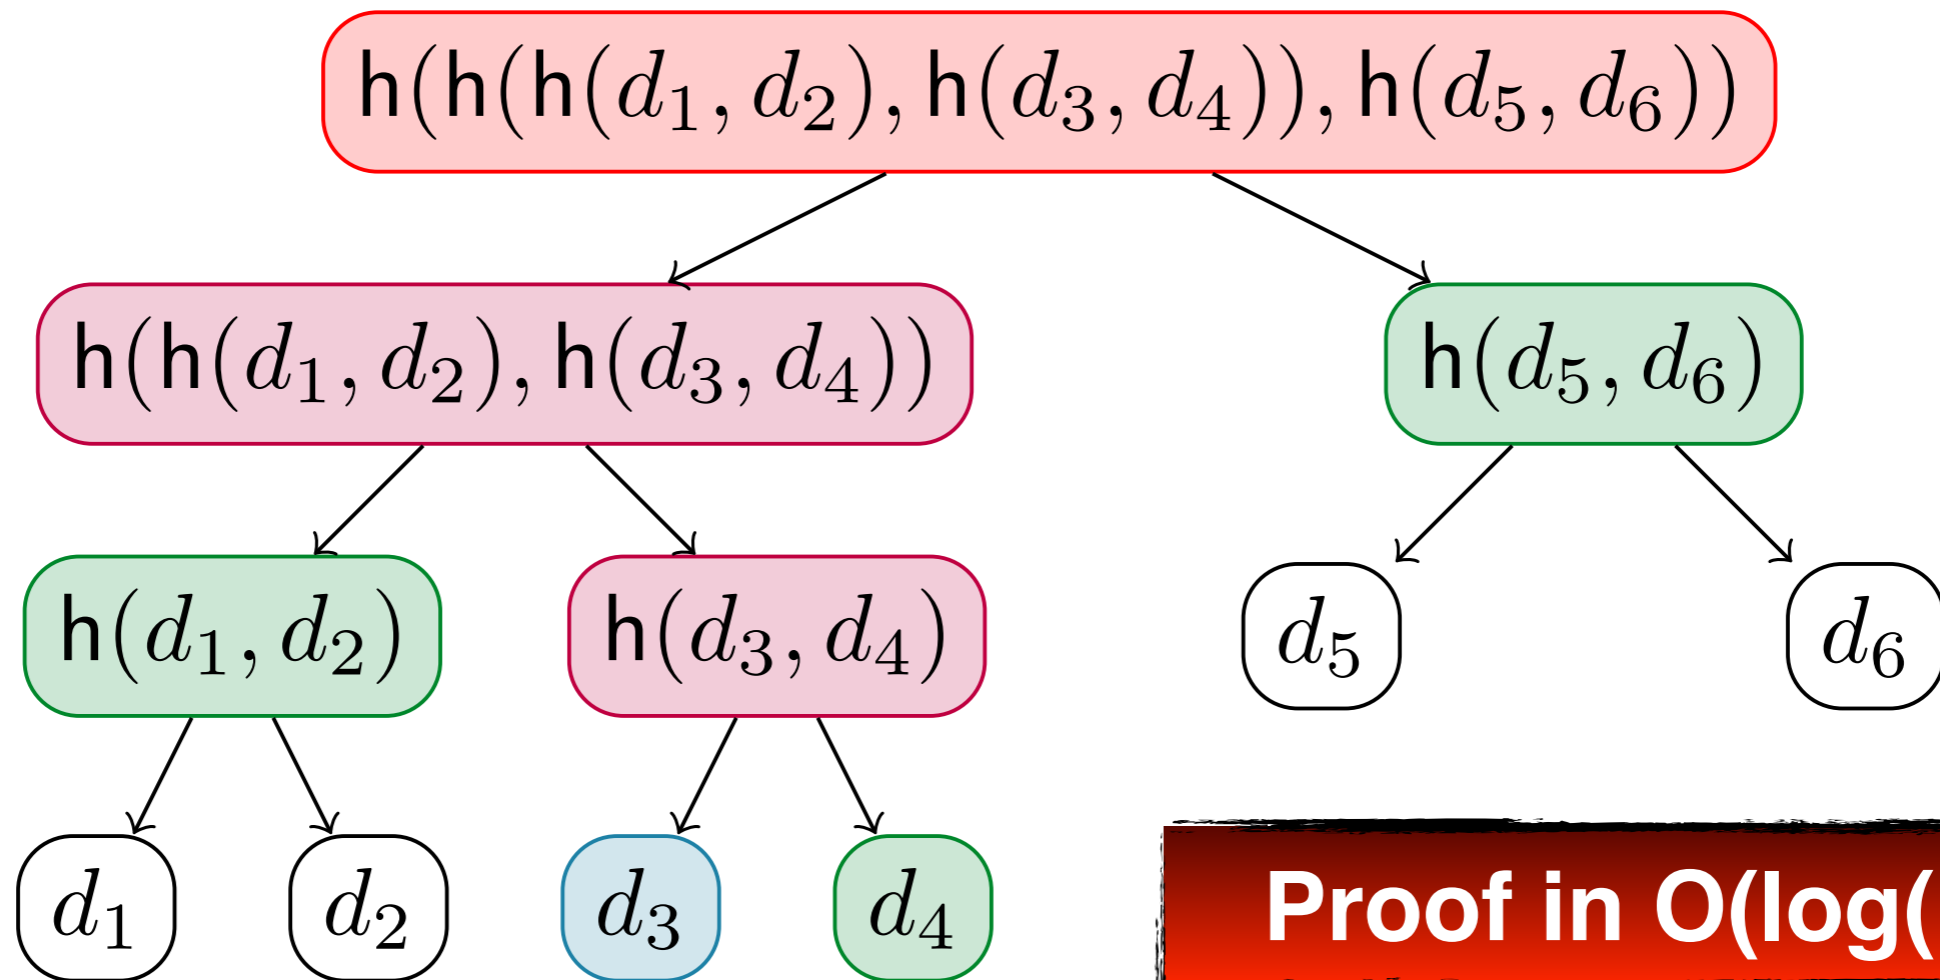 h(h(h(d₁, d₂), h(d₃, d₄)), h(d₅, d₆))
h(h(d₁, d₂), h(d₃, d₄))
h(d₅, d₆)
h(d₁, d₂)
h(d₃, d₄)
d₅
d₆
d₁
d₂
d₃
d₄
Proof in O(log(